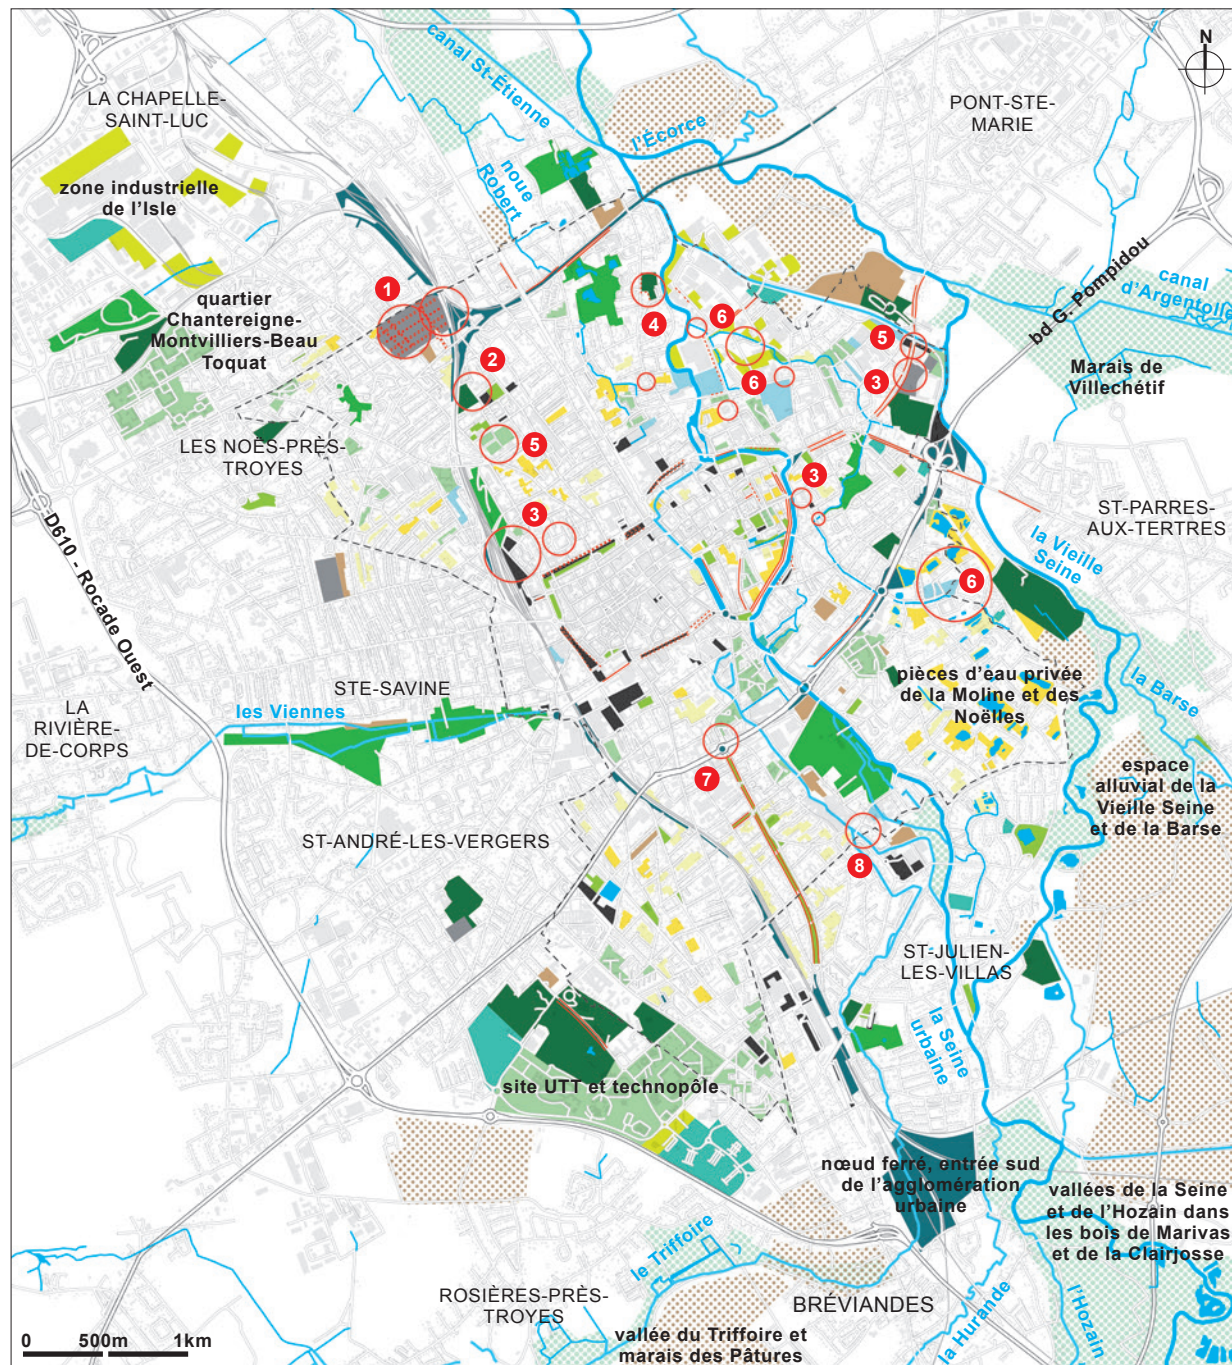 canal St-Étienne
N
LA CHAPELLE-
SAINT-LUC
PONT-STE-
MARIE
l'Écorce
noue
Robert
zone industrielle
de l'Isle
bd G. Pompidou
canal
d'Argentolle
quartier
Chantereigne-
Montvilliers-Beau
Toquat
1
4
6
5
3
2
6
Marais de
Villechétif
LES NOËS-PRÈS-
TROYES
5
3
3
ST-PARRES-
AUX-TERTRES
la Vieille
Seine
6
D610 - Rocade Ouest
pièces d'eau privée
de la Moline et des
Noëlles
la Barse
STE-SAVINE
les Viennes
LA
RIVIÈRE-
DE-CORPS
7
espace
alluvial de la
Vieille Seine
et de la Barse
ST-ANDRÉ-LES-VERGERS
8
ST-JULIEN-
LES-VILLAS
la Seine
urbaine
site UTT et technopôle
nœud ferré, entrée sud
de l'agglomération
urbaine
vallées de la Seine
et de l'Hozain dans
les bois de Marivas
et de la Clairjosse
le Triffoire
ROSIÈRES-PRÈS-
TROYES
BRÉVIANDES
la Hurande
l'Hozain
vallée du Triffoire et
marais des Pâtures
0 500m 1km